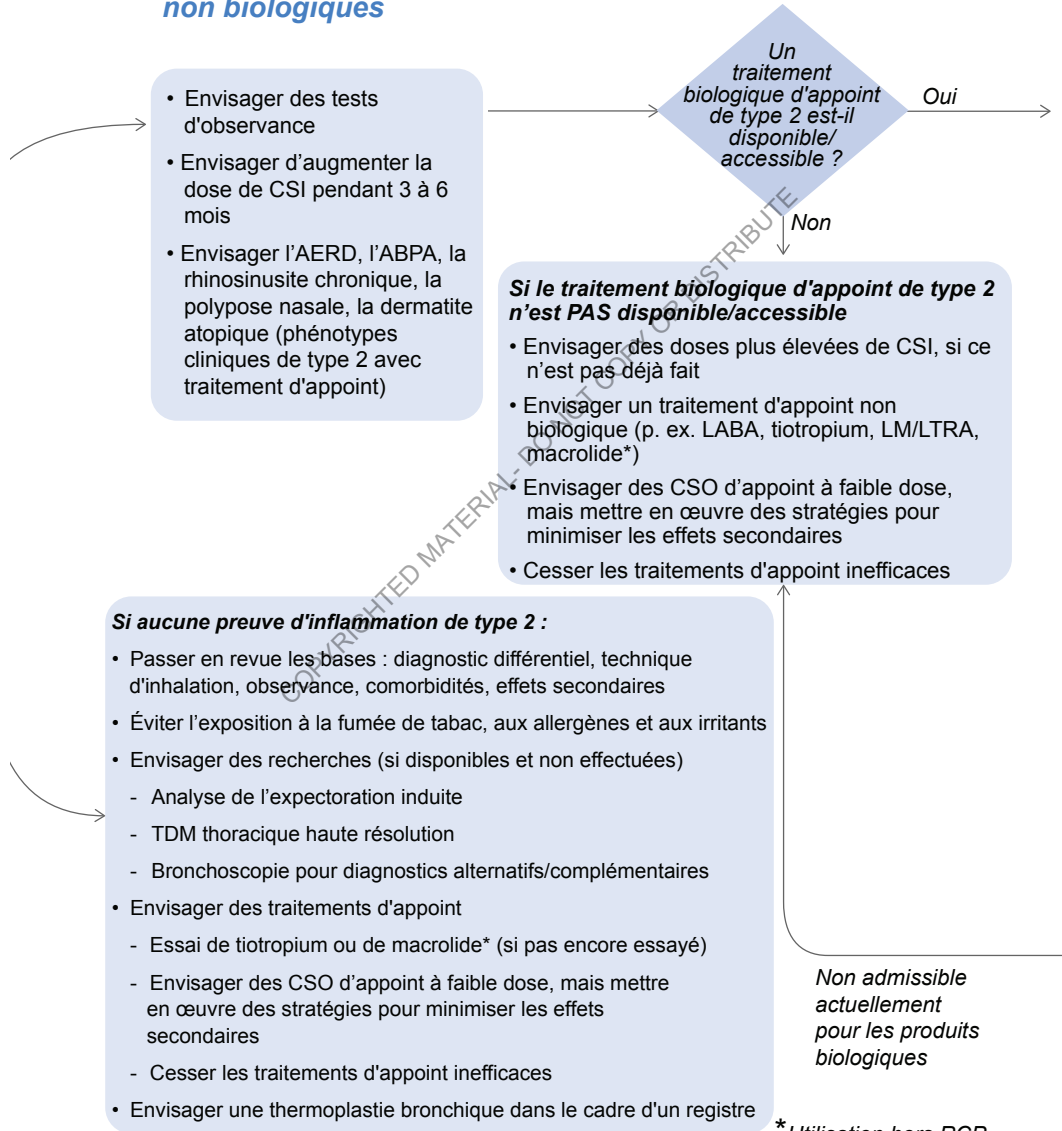 non biologiques
• Envisager des tests
d'observance
• Envisager d'augmenter la
dose de CSI pendant 3 à 6
mois
• Envisager l'AERD, l'ABPA, la
rhinosinusite chronique, la
polypose nasale, la dermatite
atopique (phénotypes
cliniques de type 2 avec
traitement d'appoint)
Un
traitement
biologique d'appoint
de type 2 est-il
disponible/
accessible ?
Oui
Non
Si le traitement biologique d'appoint de type 2
n'est PAS disponible/accessible
• Envisager des doses plus élevées de CSI, si ce
n'est pas déjà fait
• Envisager un traitement d'appoint non
biologique (p. ex. LABA, tiotropium, LM/LTRA,
macrolide*)
• Envisager des CSO d'appoint à faible dose,
mais mettre en œuvre des stratégies pour
minimiser les effets secondaires
• Cesser les traitements d'appoint inefficaces
Si aucune preuve d'inflammation de type 2 :
• Passer en revue les bases : diagnostic différentiel, technique
d'inhalation, observance, comorbidités, effets secondaires
• Éviter l'exposition à la fumée de tabac, aux allergènes et aux irritants
• Envisager des recherches (si disponibles et non effectuées)
- Analyse de l'expectoration induite
- TDM thoracique haute résolution
- Bronchoscopie pour diagnostics alternatifs/complémentaires
• Envisager des traitements d'appoint
- Essai de tiotropium ou de macrolide* (si pas encore essayé)
- Envisager des CSO d'appoint à faible dose, mais mettre
en œuvre des stratégies pour minimiser les effets
secondaires
- Cesser les traitements d'appoint inefficaces
• Envisager une thermoplastie bronchique dans le cadre d'un registre
Non admissible
actuellement
pour les produits
biologiques
*Utilisation hors RCP
COPYRIGHTED MATERIAL- DO NOT COPY OR DISTRIBUTE